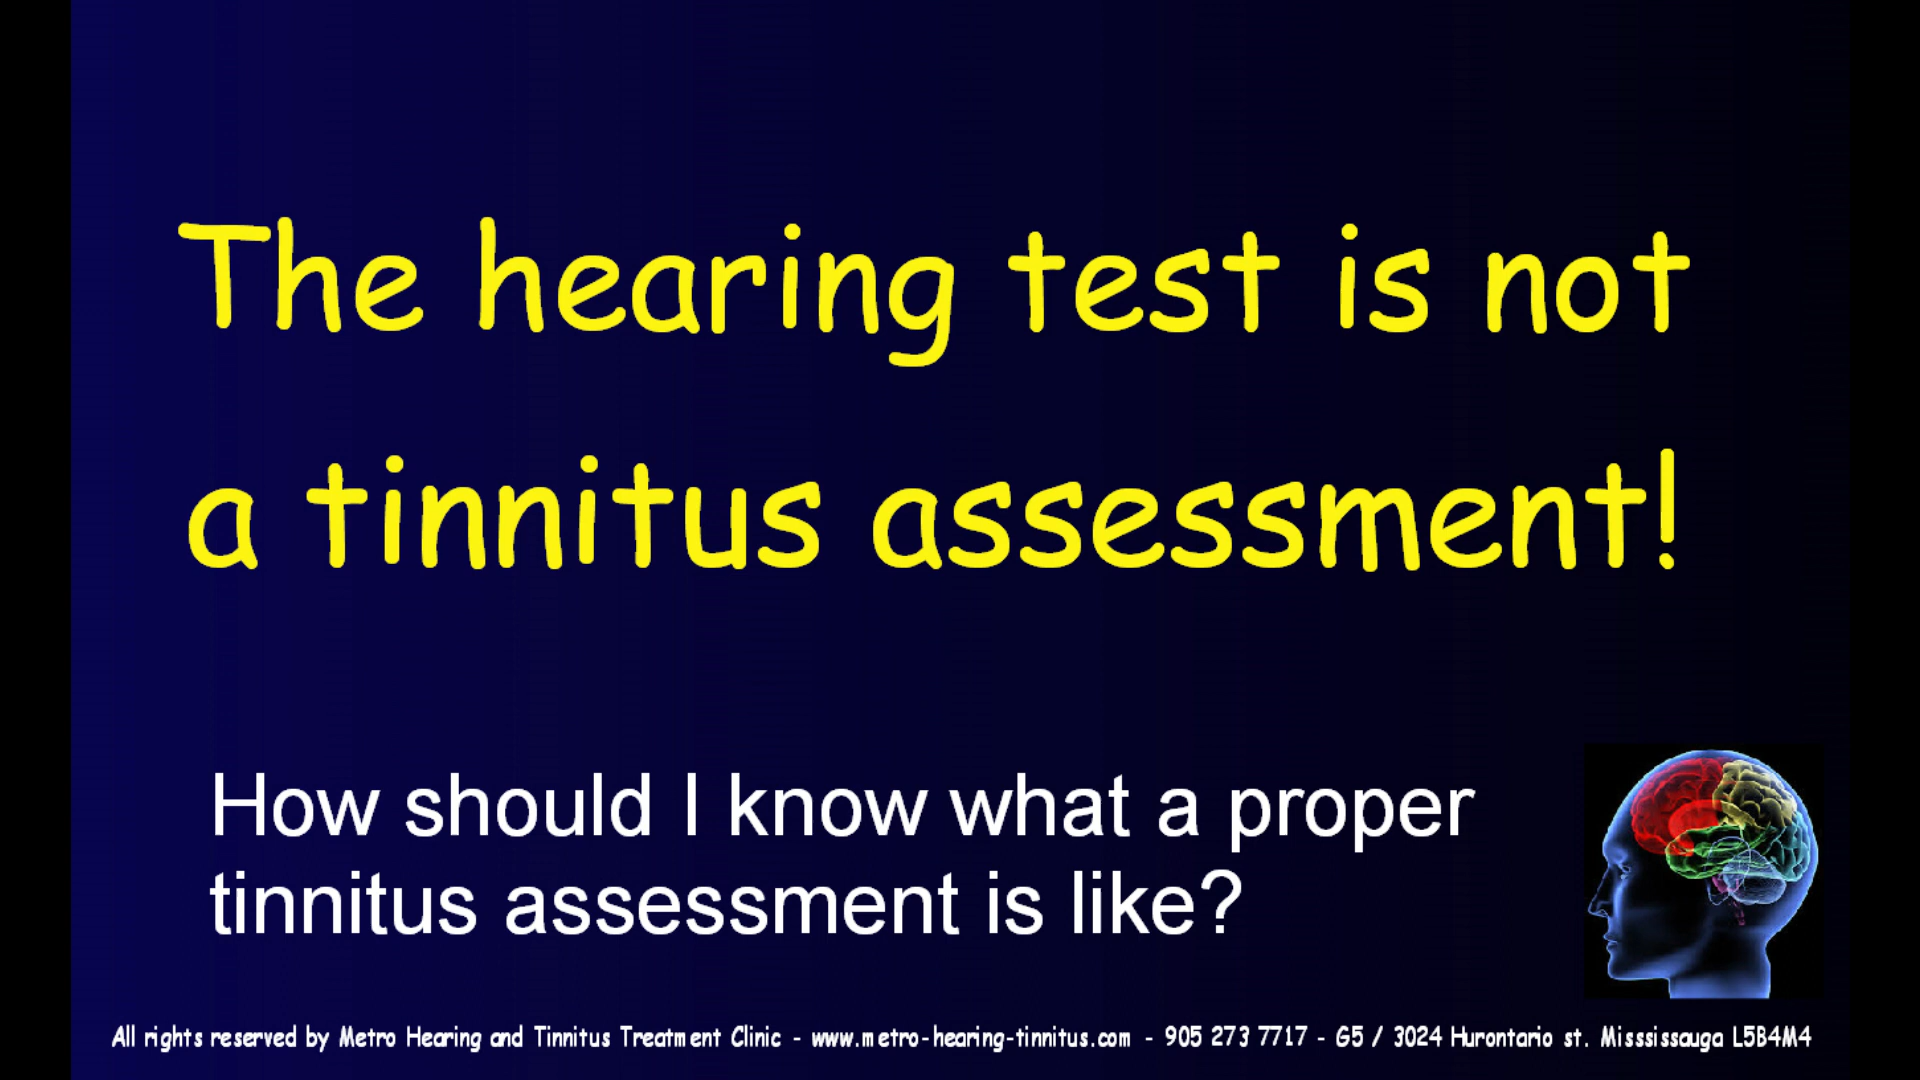 The hearing test is not
a tinnitus assessment!
How should I know what a proper
tinnitus assessment is like?
All rights reserved by Metro Hearing and Tinnitus Treatment Clinic - www.metro-hearing-tinnitus.com - 905 273 7717 - G5 / 3024 Hurontario st. Misssissauga L5B4M4